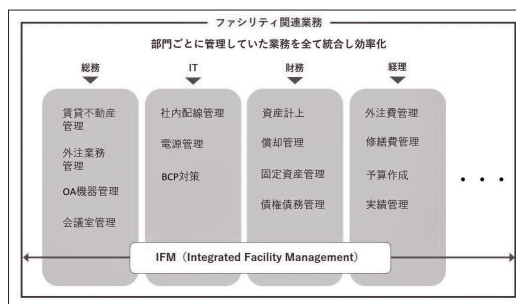 ファシリティ関連業務
部門ごとに管理していた業務を全て統合し効率化
総務
賃貸不動産
管理
外注業務
管理
OA機器管理
会議室管理
IT
社内配線管理
電源管理
BCP対策
財務
資産計上
償却管理
固定資産管理
債権債務管理
経理
外注費管理
修繕費管理
予算作成
実績管理
・・・
IFM（Integrated Facility Management）